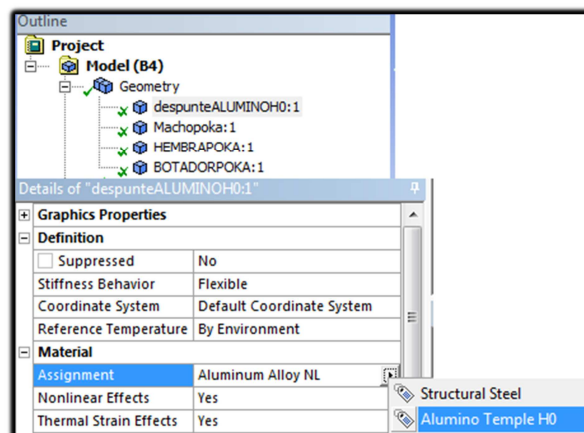 Outline
Project
Model (B4)
Geometry
despunteALUMINOH0:1
Machopoka:1
HEMBRAPOKA:1
BOTADORPOKA:1
Details of "despunteALUMINOH0:1"
Graphics Properties
Definition
Suppressed No
Stiffness Behavior Flexible
Coordinate System Default Coordinate System
Reference Temperature By Environment
Material
Assignment Aluminum Alloy NL
Structural Steel
Nonlinear Effects Yes
Alumino Temple H0
Thermal Strain Effects Yes